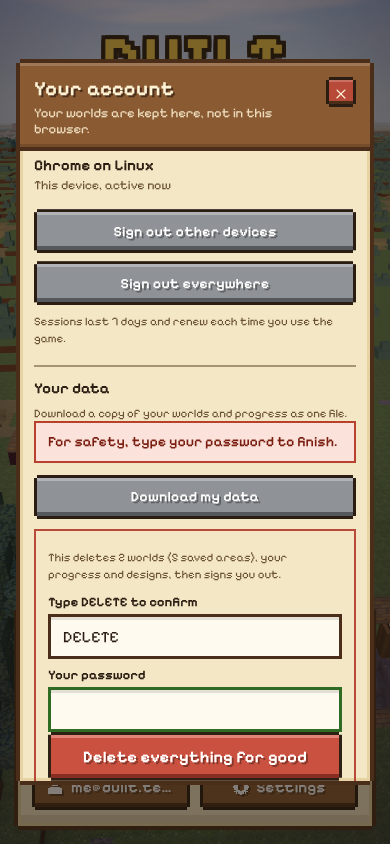 Your account
Your worlds are kept here, not in this
browser.
Chrome on Linux
This device, active now
Sign out other devices
Sign out everywhere
Sessions last 7 days and renew each time you use the
game.
Your data
Download a copy of your worlds and progress as one file.
For safety, type your password to finish.
Download my data
This deletes 2 worlds (5 saved areas), your
progress and designs, then signs you out.
Type DELETE to confirm
DELETE
Your password
Delete everything for good
Settings